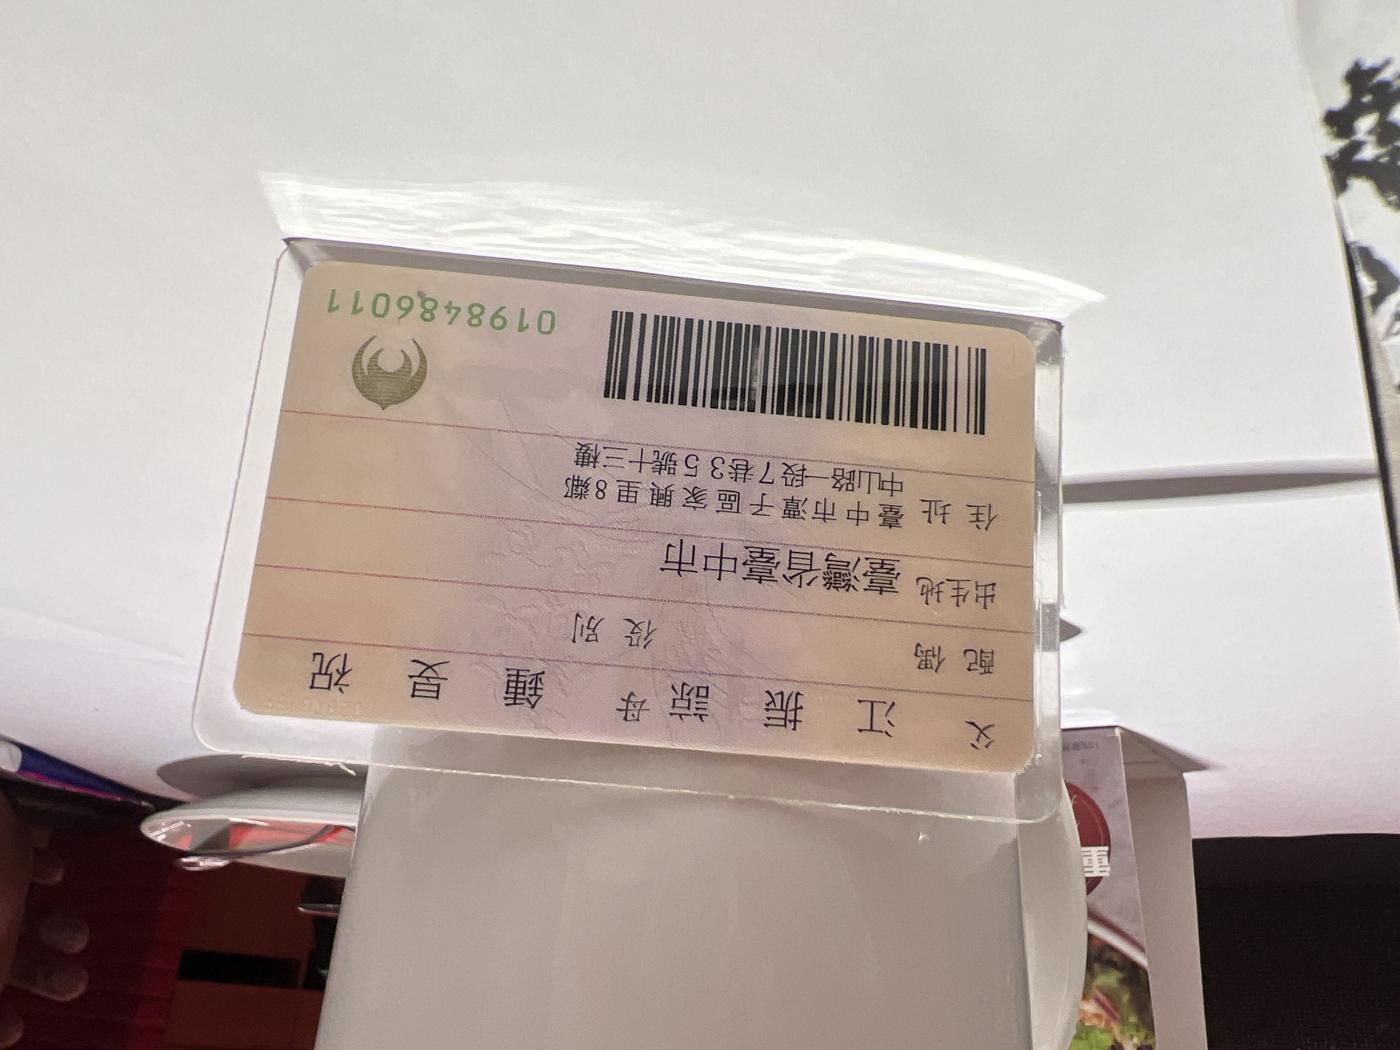 父 江振諒 母 鍾旻祝
配偶 役別
出生地 臺灣省臺中市
住址 臺中市潭子區家興里8鄰
中山路一段7巷35號十三樓
0198486011